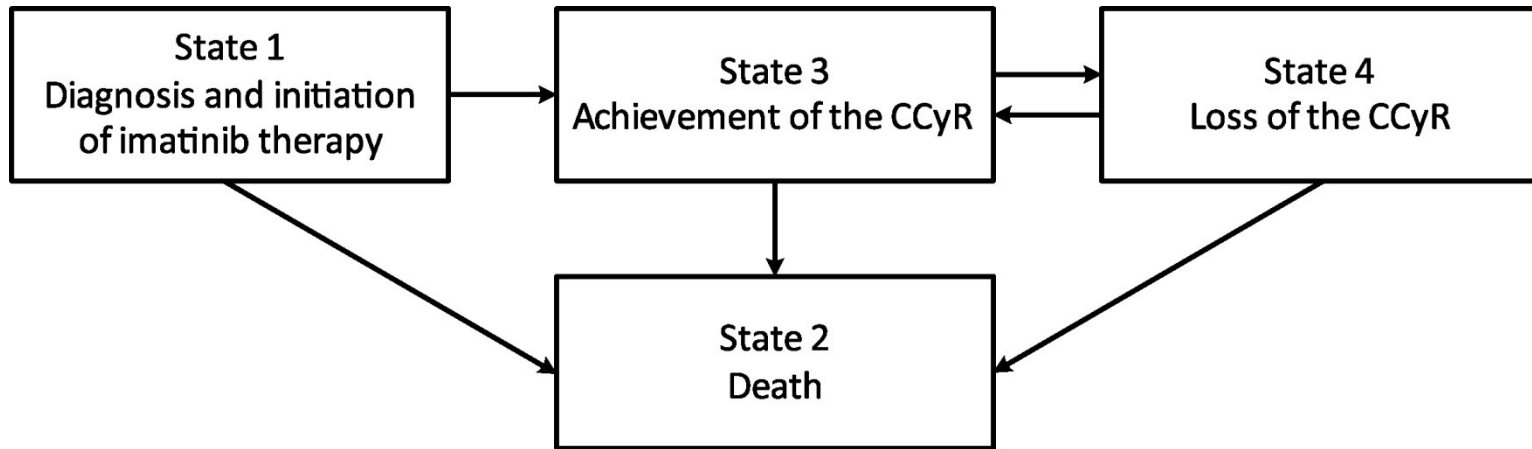 State 1
Diagnosis and initiation
of imatinib therapy
State 3
Achievement of the CCyR
State 4
Loss of the CCyR
State 2
Death